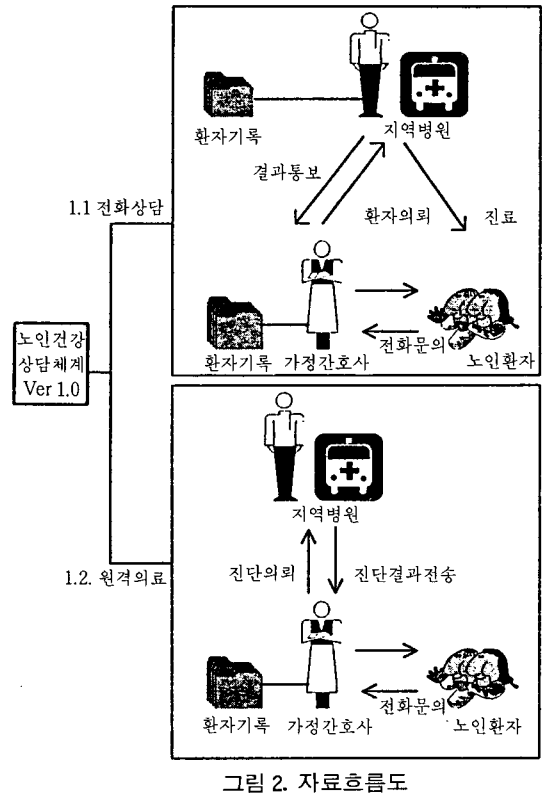 환자기록
지역병원
결과통보
환자의뢰
진료
1.1 전화상담
전화문의
환자기록
가정간호사
노인환자
노인건강
상담체계
Ver 1.0
지역병원
진단의뢰
진단결과전송
1.2. 원격의료
전화문의
환자기록
가정간호사
노인환자
그림 2. 자료흐름도